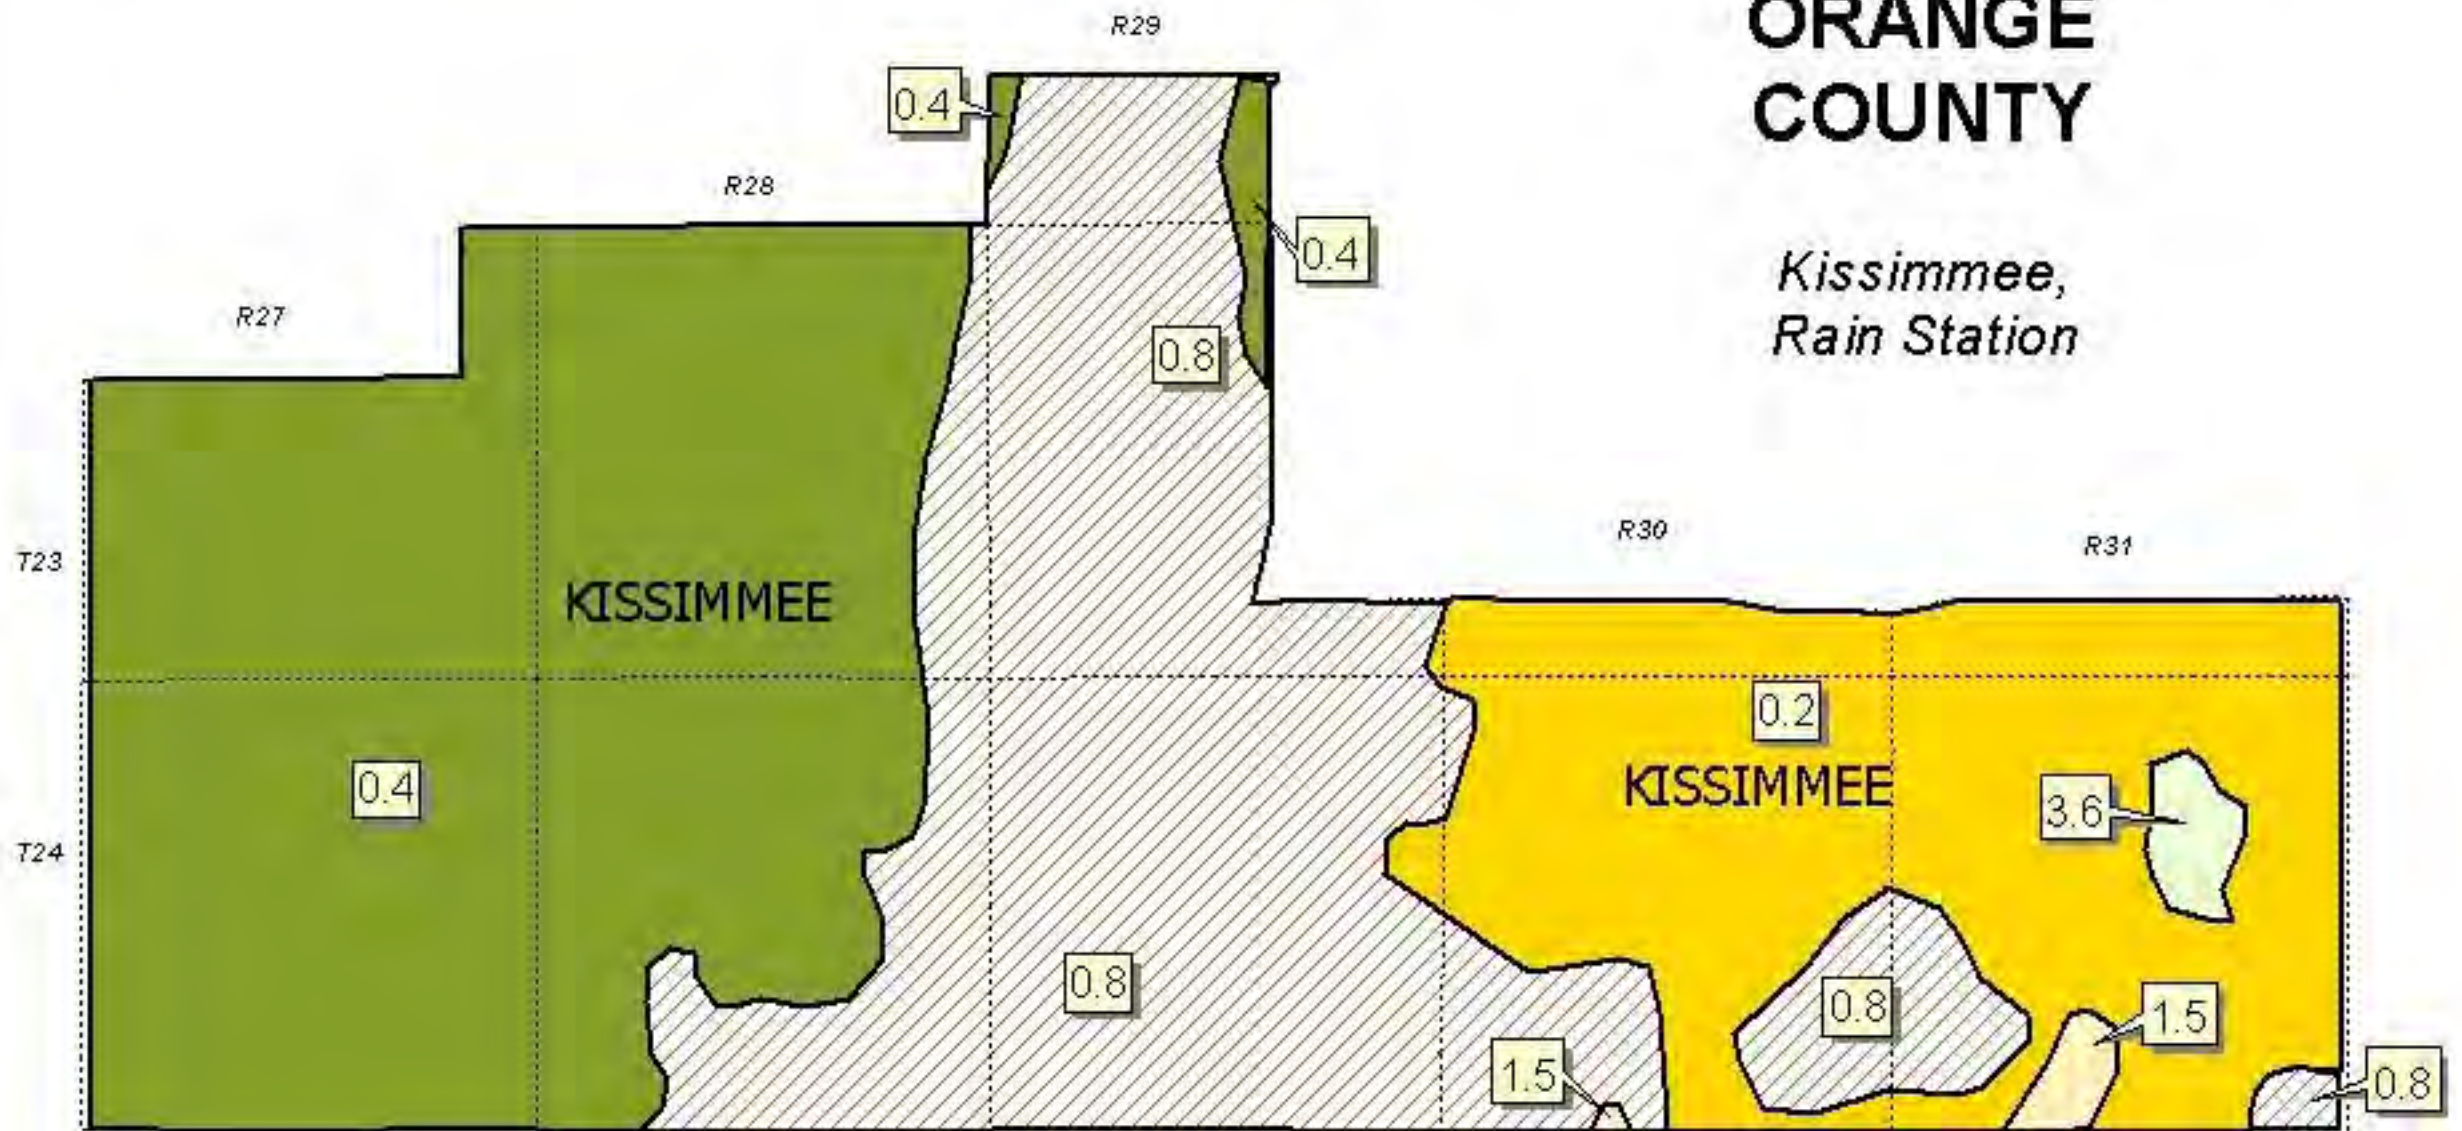 R29
ORANGE
COUNTY
0.4
R28
0.4
Kissimmee,
Rain Station
R27
0.8
R30
R31
T23
KISSIMMEE
0.2
KISSIMMEE
0.4
3.6
T24
0.8
0.8
1.5
1.5
0.8